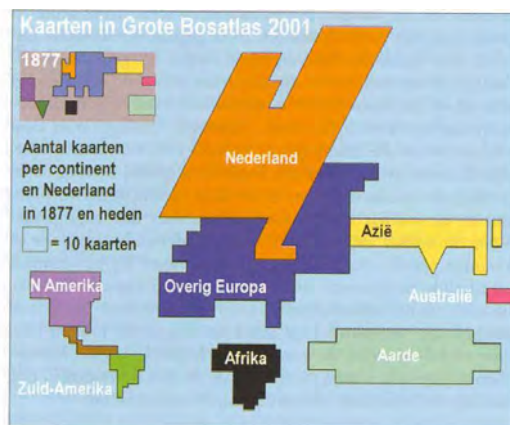 Kaarten in Grote Bosatlas 2001
1877
Aantal kaarten
per continent
en Nederland
in 1877 en heden
= 10 kaarten
Nederland
Azië
N Amerika
Overig Europa
Australië
Afrika
Aarde
Zuid-Amerika